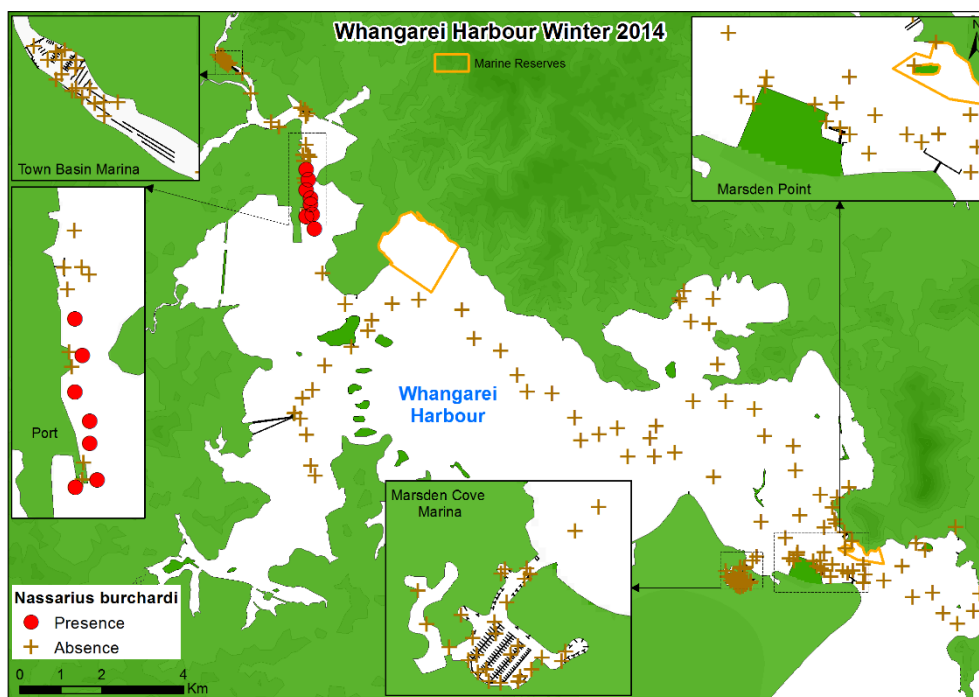 Whangarei Harbour Winter 2014
Marine Reserves
N
Town Basin Marina
Marsden Point
Port
Whangarei
Harbour
Marsden Cove
Marina
Nassarius burchardi
Presence
Absence
0 1 2 4
Km